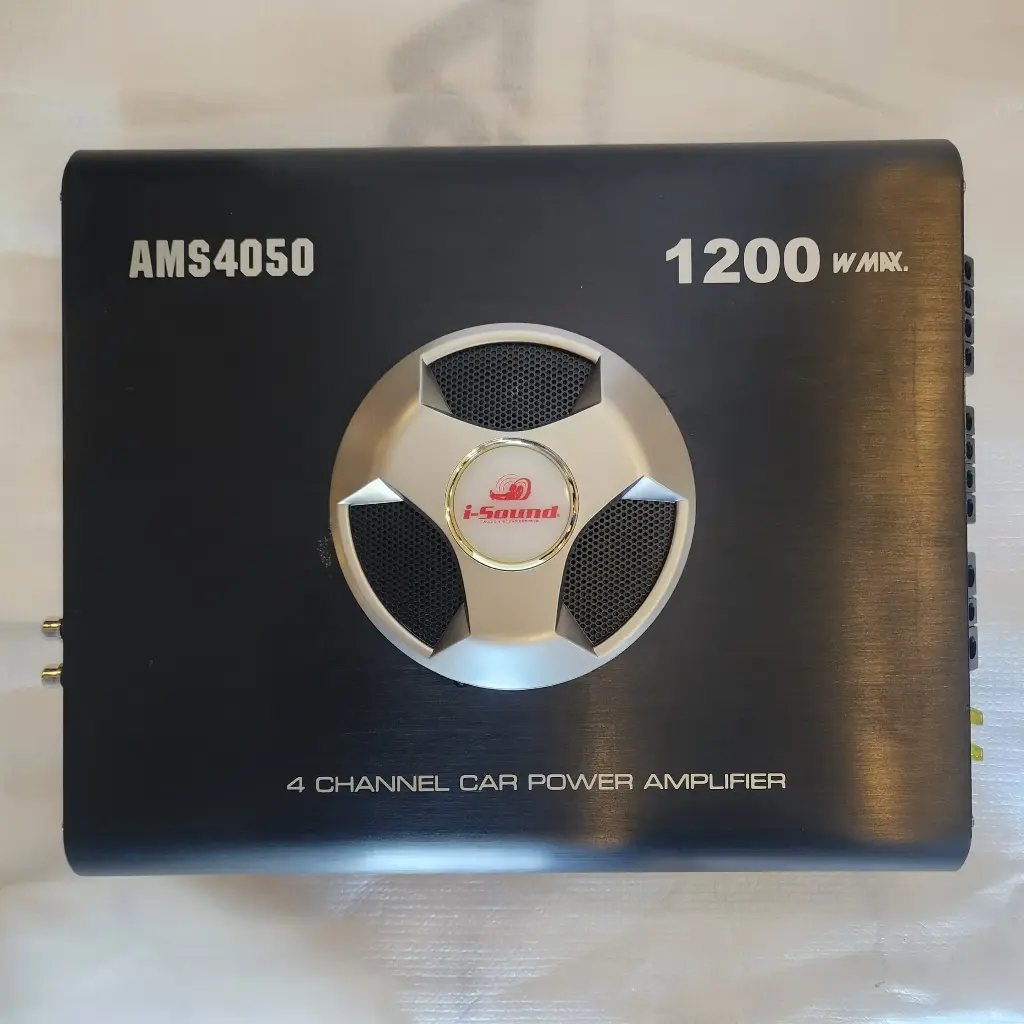 AMS4050
1200 W MAX.
i-Sound
4 CHANNEL CAR POWER AMPLIFIER